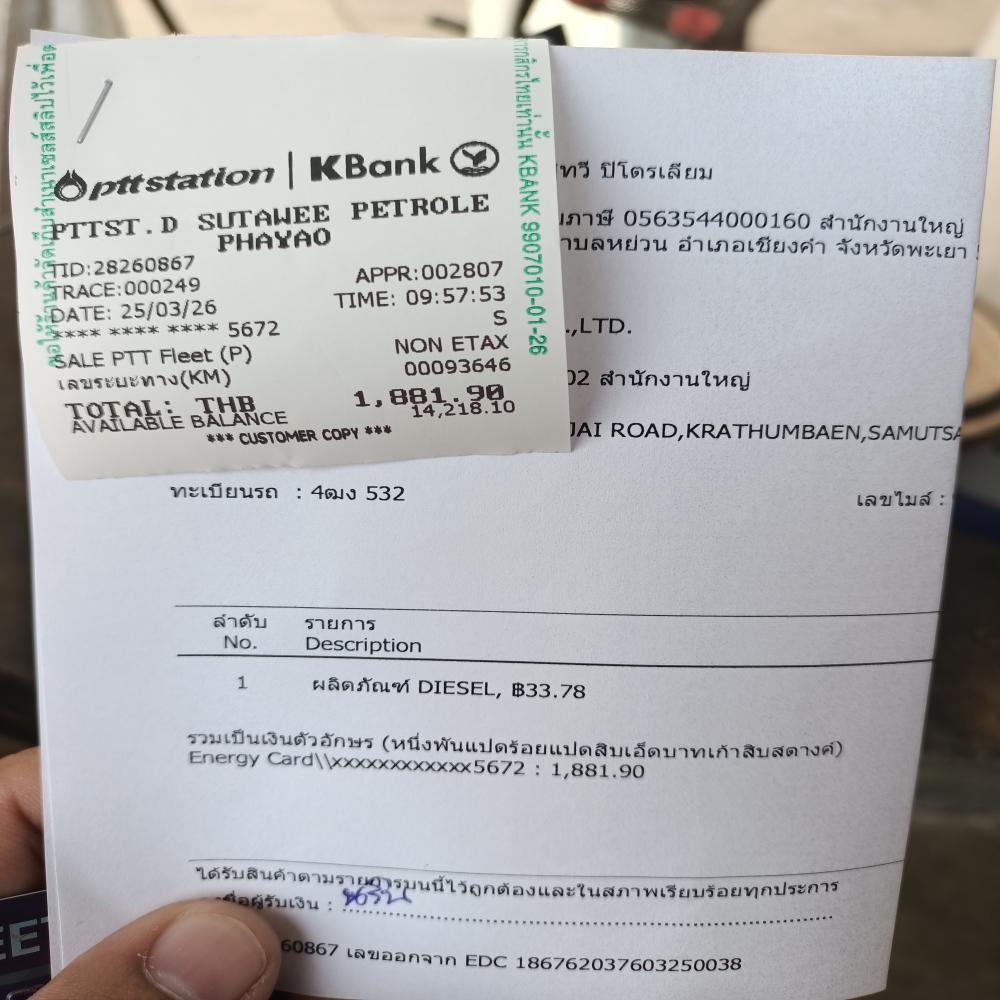 pttstation | KBank
PTTST.D SUTAWEE PETROLE
PHAYAO
TID:28260867
TRACE:000249 APPR:002807
DATE: 25/03/26 TIME: 09:57:53
**** **** **** 5672 S
SALE PTT Fleet (P) NON ETAX
เลขระยะทาง(KM) 00093646
TOTAL: THB 1,881.90
AVAILABLE BALANCE 14,218.10
*** CUSTOMER COPY ***
KBANK 9907010-01-26
ทวี ปิโตรเลียม
ภาษี 0563544000160 สำนักงานใหญ่
หย่วน อำเภอเชียงคำ จังหวัดพะเยา
.,LTD.
02 สำนักงานใหญ่
JAI ROAD,KRATHUMBAEN,SAMUTSA
ทะเบียนรถ : 4ฒง 532 เลขไมล์ :
ลำดับ รายการ
No. Description
1 ผลิตภัณฑ์ DIESEL, ฿33.78
รวมเป็นเงินตัวอักษร (หนึ่งพันแปดร้อยแปดสิบเอ็ดบาทเก้าสิบสตางค์)
Energy Card\\xxxxxxxxxxxx5672 : 1,881.90
ได้รับสินค้าตามรายการบนนี้ไว้ถูกต้องและในสภาพเรียบร้อยทุกประการ
ชื่อผู้รับเงิน :
60867 เลขออกจาก EDC 186762037603250038